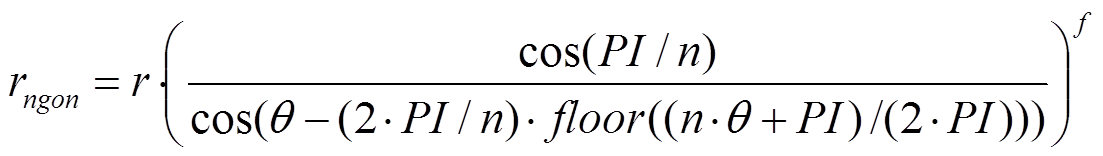 r_ngon = r · ( cos(PI / n) / cos(θ − (2 · PI / n) · floor((n · θ + PI) /(2 · PI))) )^f